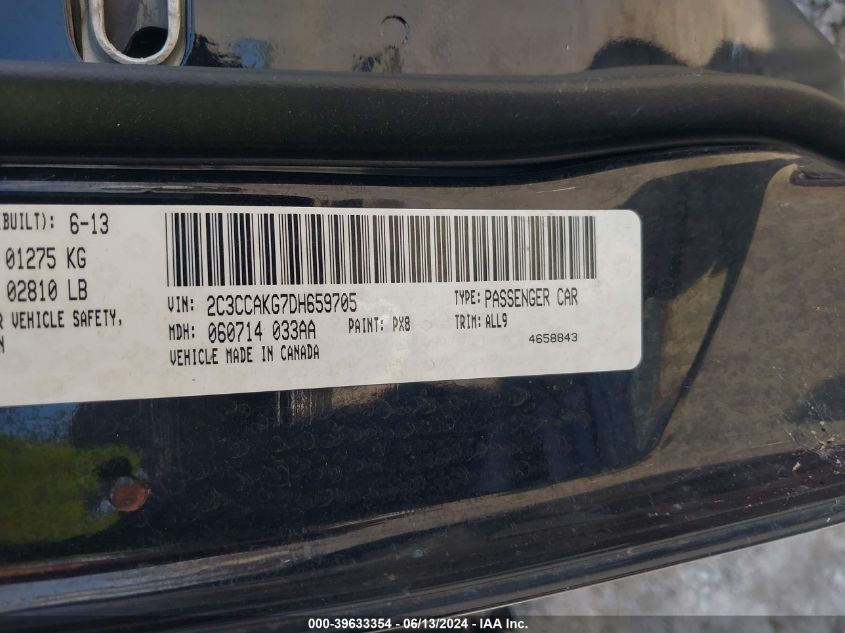 (BUILT): 6-13
01275 KG
02810 LB
R VEHICLE SAFETY,
N
VIN: 2C3CCAKG7DH659705
TYPE: PASSENGER CAR
MDH: 060714 033AA
PAINT: PX8
TRIM: ALL9
VEHICLE MADE IN CANADA
4658843
000-39633354 - 06/13/2024 - IAA Inc.